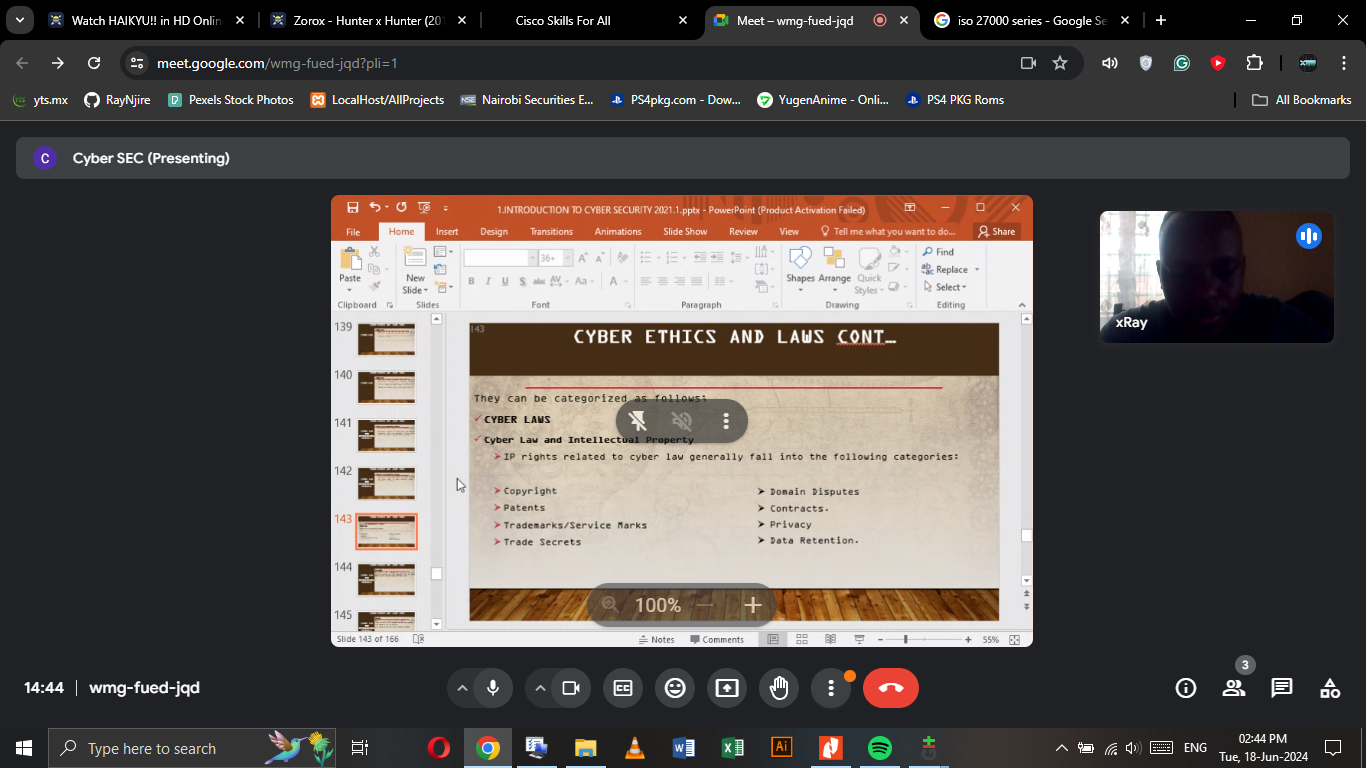 Watch HAIKYU!! in HD Onlin
Zorox - Hunter x Hunter (201
Cisco Skills For All
Meet – wmg-fued-jqd
iso 27000 series - Google Se
meet.google.com/wmg-fued-jqd?pli=1
yts.mx
RayNjire
Pexels Stock Photos
LocalHost/AllProjects
NSE
Nairobi Securities E...
PS4pkg.com - Dow...
YugenAnime - Onli...
PS4 PKG Roms
All Bookmarks
C
Cyber SEC (Presenting)
1.INTRODUCTION TO CYBER SECURITY 2021.1.pptx - PowerPoint (Product Activation Failed)
File
Home
Insert
Design
Transitions
Animations
Slide Show
Review
View
Tell me what you want to do...
Share
Paste
New
Slide
36+
B I U S abc AV Aa A
Shapes
Arrange
Quick
Styles
Find
Replace
Select
Clipboard
Slides
Font
Paragraph
Drawing
Editing
139
140
141
142
143
144
145
143
CYBER ETHICS AND LAWS CONT…
They can be categorized as follows:
CYBER LAWS
Cyber Law and Intellectual Property
IP rights related to cyber law generally fall into the following categories:
Copyright
Patents
Trademarks/Service Marks
Trade Secrets
Domain Disputes
Contracts.
Privacy
Data Retention.
100%
Slide 143 of 166
Notes
Comments
55%
xRay
14:44
wmg-fued-jqd
CC
3
Type here to search
Ai
ENG
02:44 PM
Tue, 18-Jun-2024